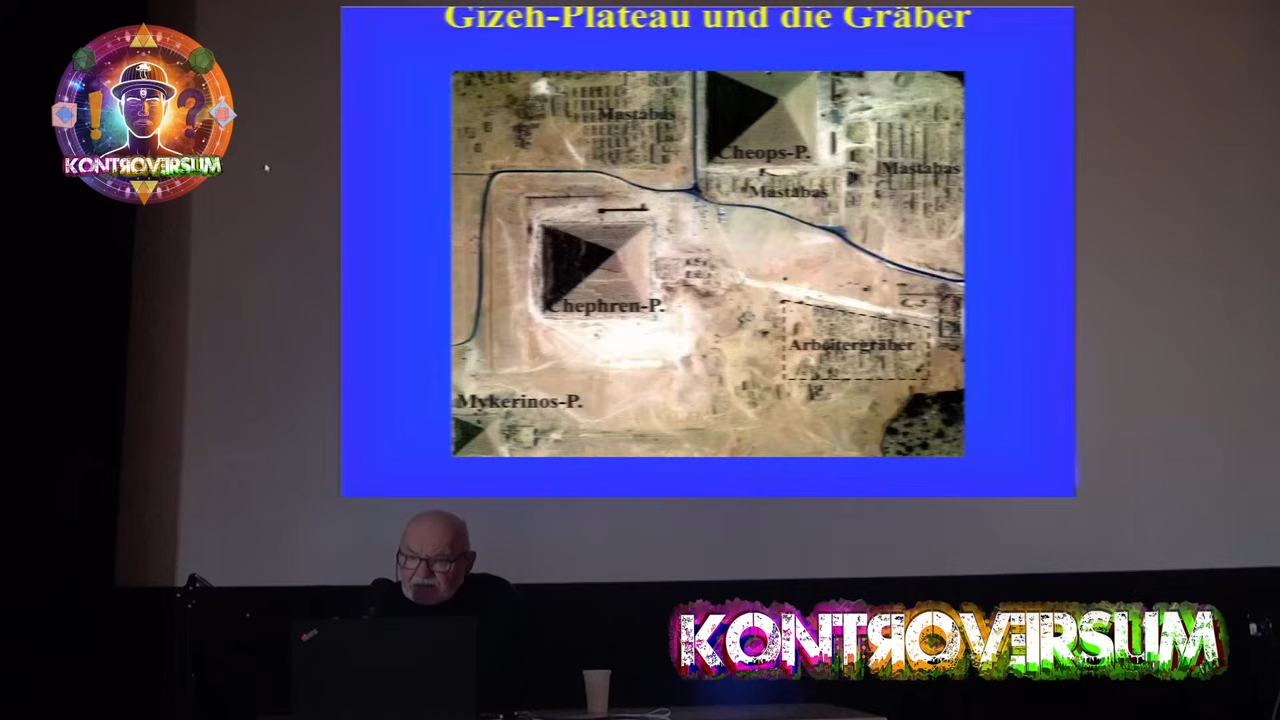 Gizeh-Plateau und die Gräber
KONTROVERSUM
Mastabas
Cheops-P.
Mastabas
Mastabas
Chephren-P.
Arbeitergräber
Mykerinos-P.
KONTROVERSUM